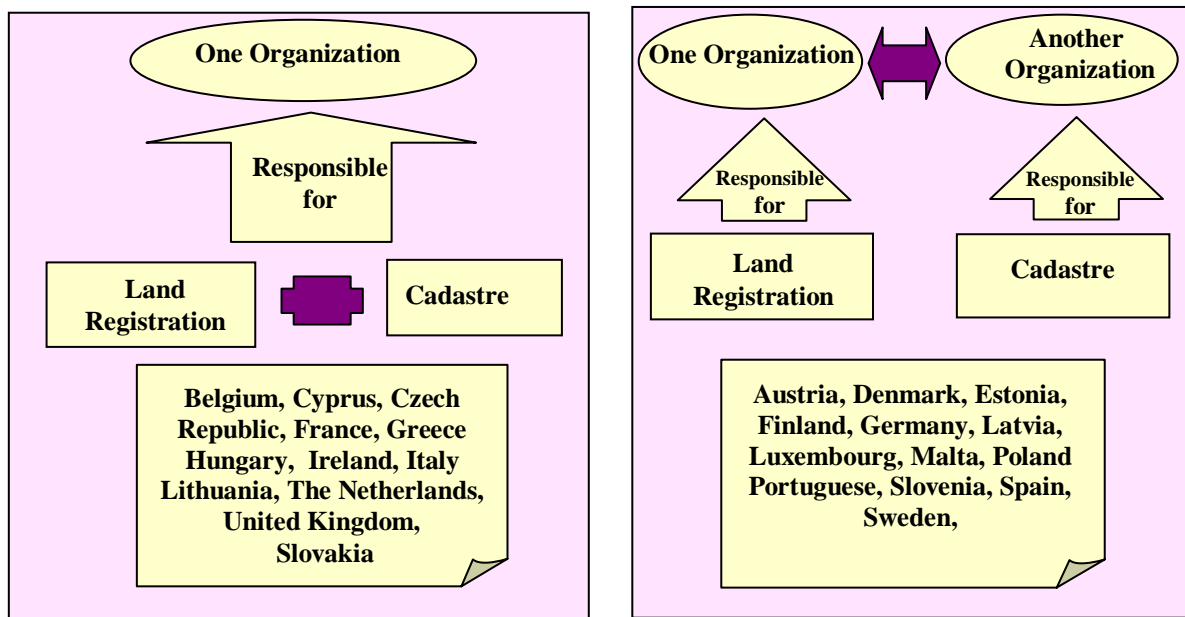 One Organization
Responsible
for
Land
Registration
Cadastre
Belgium, Cyprus, Czech
Republic, France, Greece
Hungary, Ireland, Italy
Lithuania, The Netherlands,
United Kingdom,
Slovakia
One Organization
Another
Organization
Responsible
for
Responsible
for
Land
Registration
Cadastre
Austria, Denmark, Estonia,
Finland, Germany, Latvia,
Luxembourg, Malta, Poland
Portuguese, Slovenia, Spain,
Sweden,